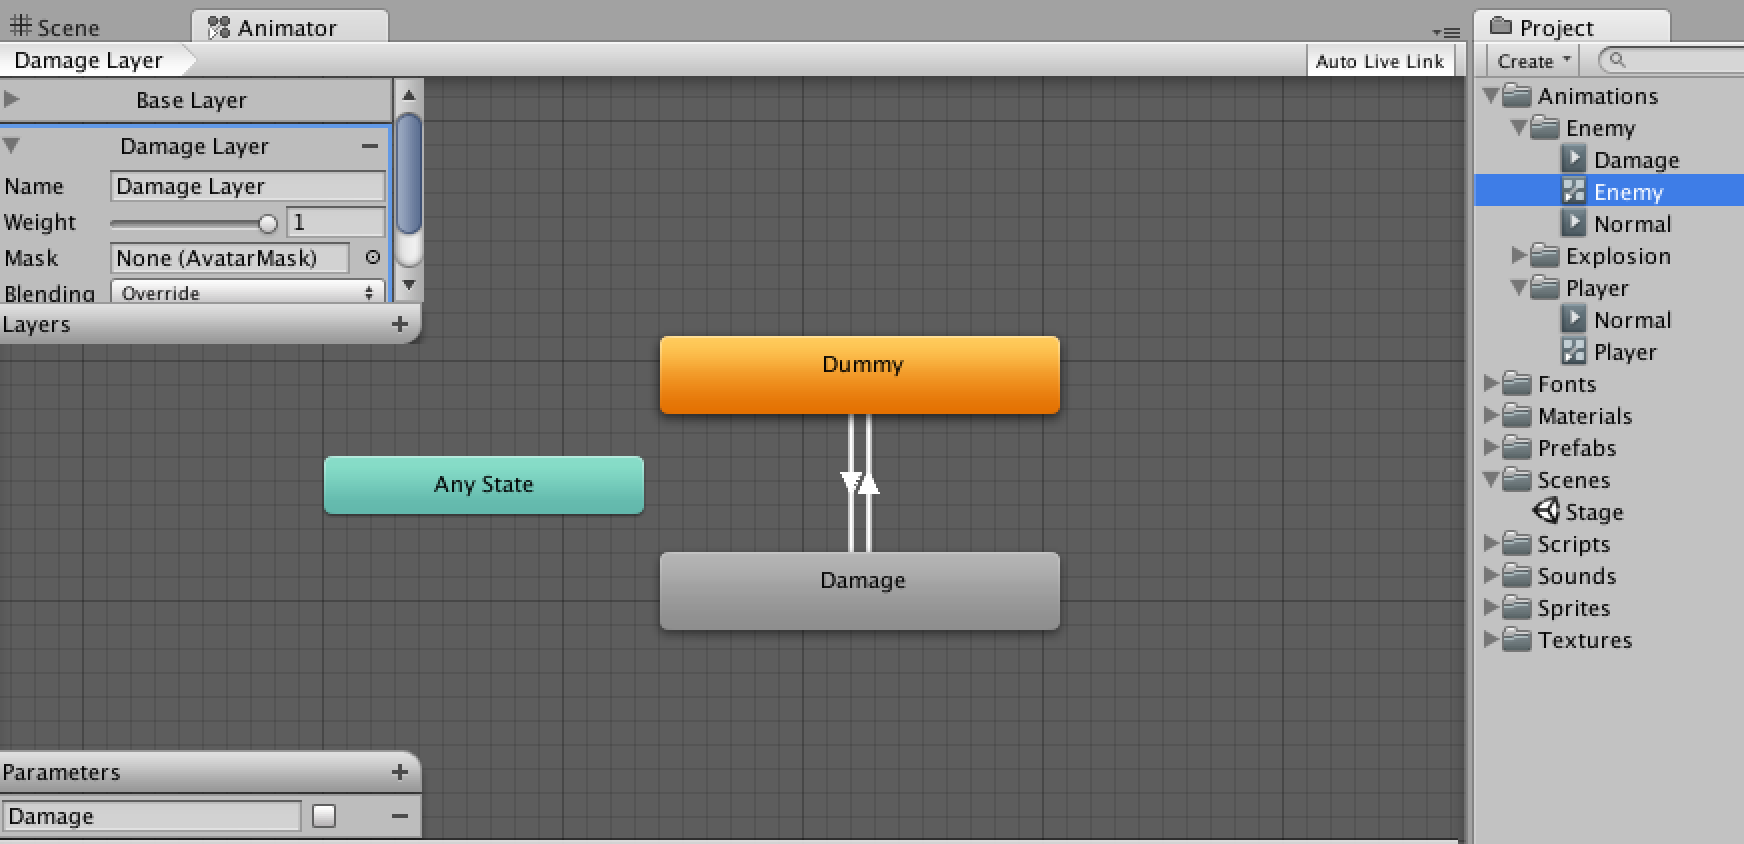 Scene
Animator
Damage Layer
Auto Live Link
Base Layer
Damage Layer
Name
Damage Layer
Weight
1
Mask
None (AvatarMask)
Blending
Override
Layers
Dummy
Any State
Damage
Parameters
Damage
Project
Create
Animations
Enemy
Damage
Enemy
Normal
Explosion
Player
Normal
Player
Fonts
Materials
Prefabs
Scenes
Stage
Scripts
Sounds
Sprites
Textures